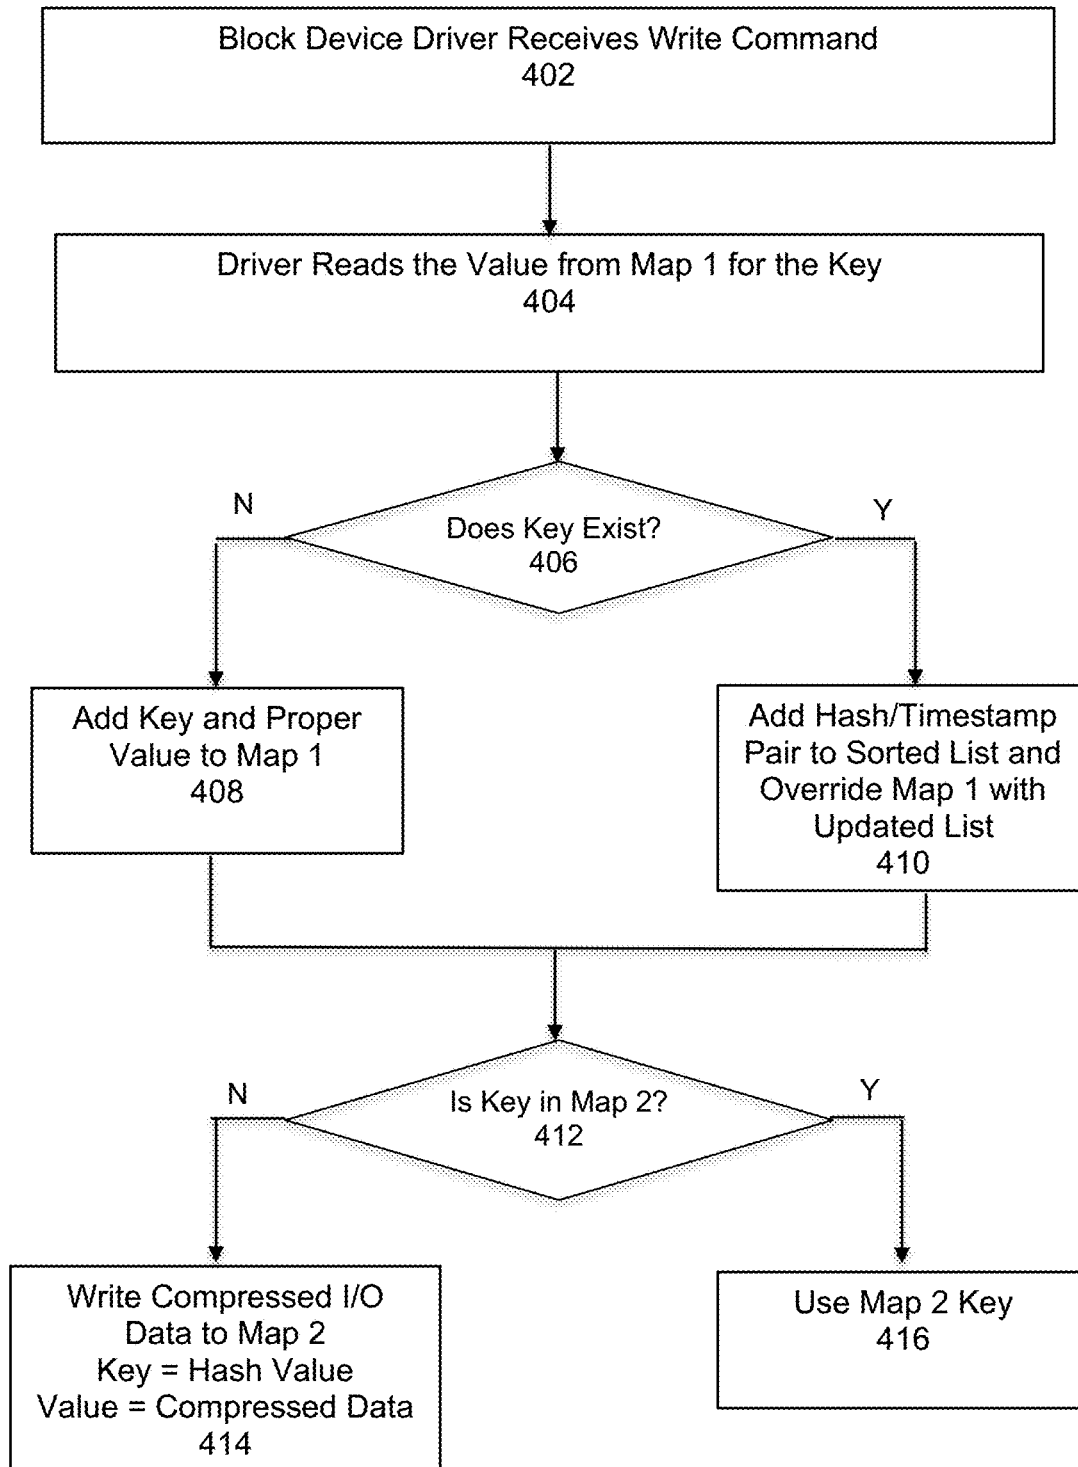 Block Device Driver Receives Write Command
402
Driver Reads the Value from Map 1 for the Key
404
N
Y
Does Key Exist?
406
Add Key and Proper
Value to Map 1
408
Add Hash/Timestamp
Pair to Sorted List and
Override Map 1 with
Updated List
410
N
Y
Is Key in Map 2?
412
Write Compressed I/O
Data to Map 2
Key = Hash Value
Value = Compressed Data
414
Use Map 2 Key
416